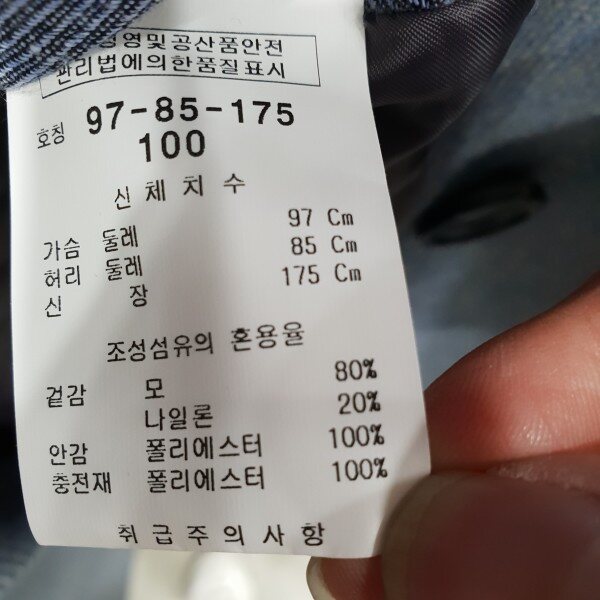 영및공산품안전
관리법에의한품질표시
호칭 97-85-175
100
신체치수
가슴 둘레 97 Cm
허리 둘레 85 Cm
신 장 175 Cm
조성섬유의 혼용율
겉감 모 80%
나일론 20%
안감 폴리에스터 100%
충전재 폴리에스터 100%
취급주의사항